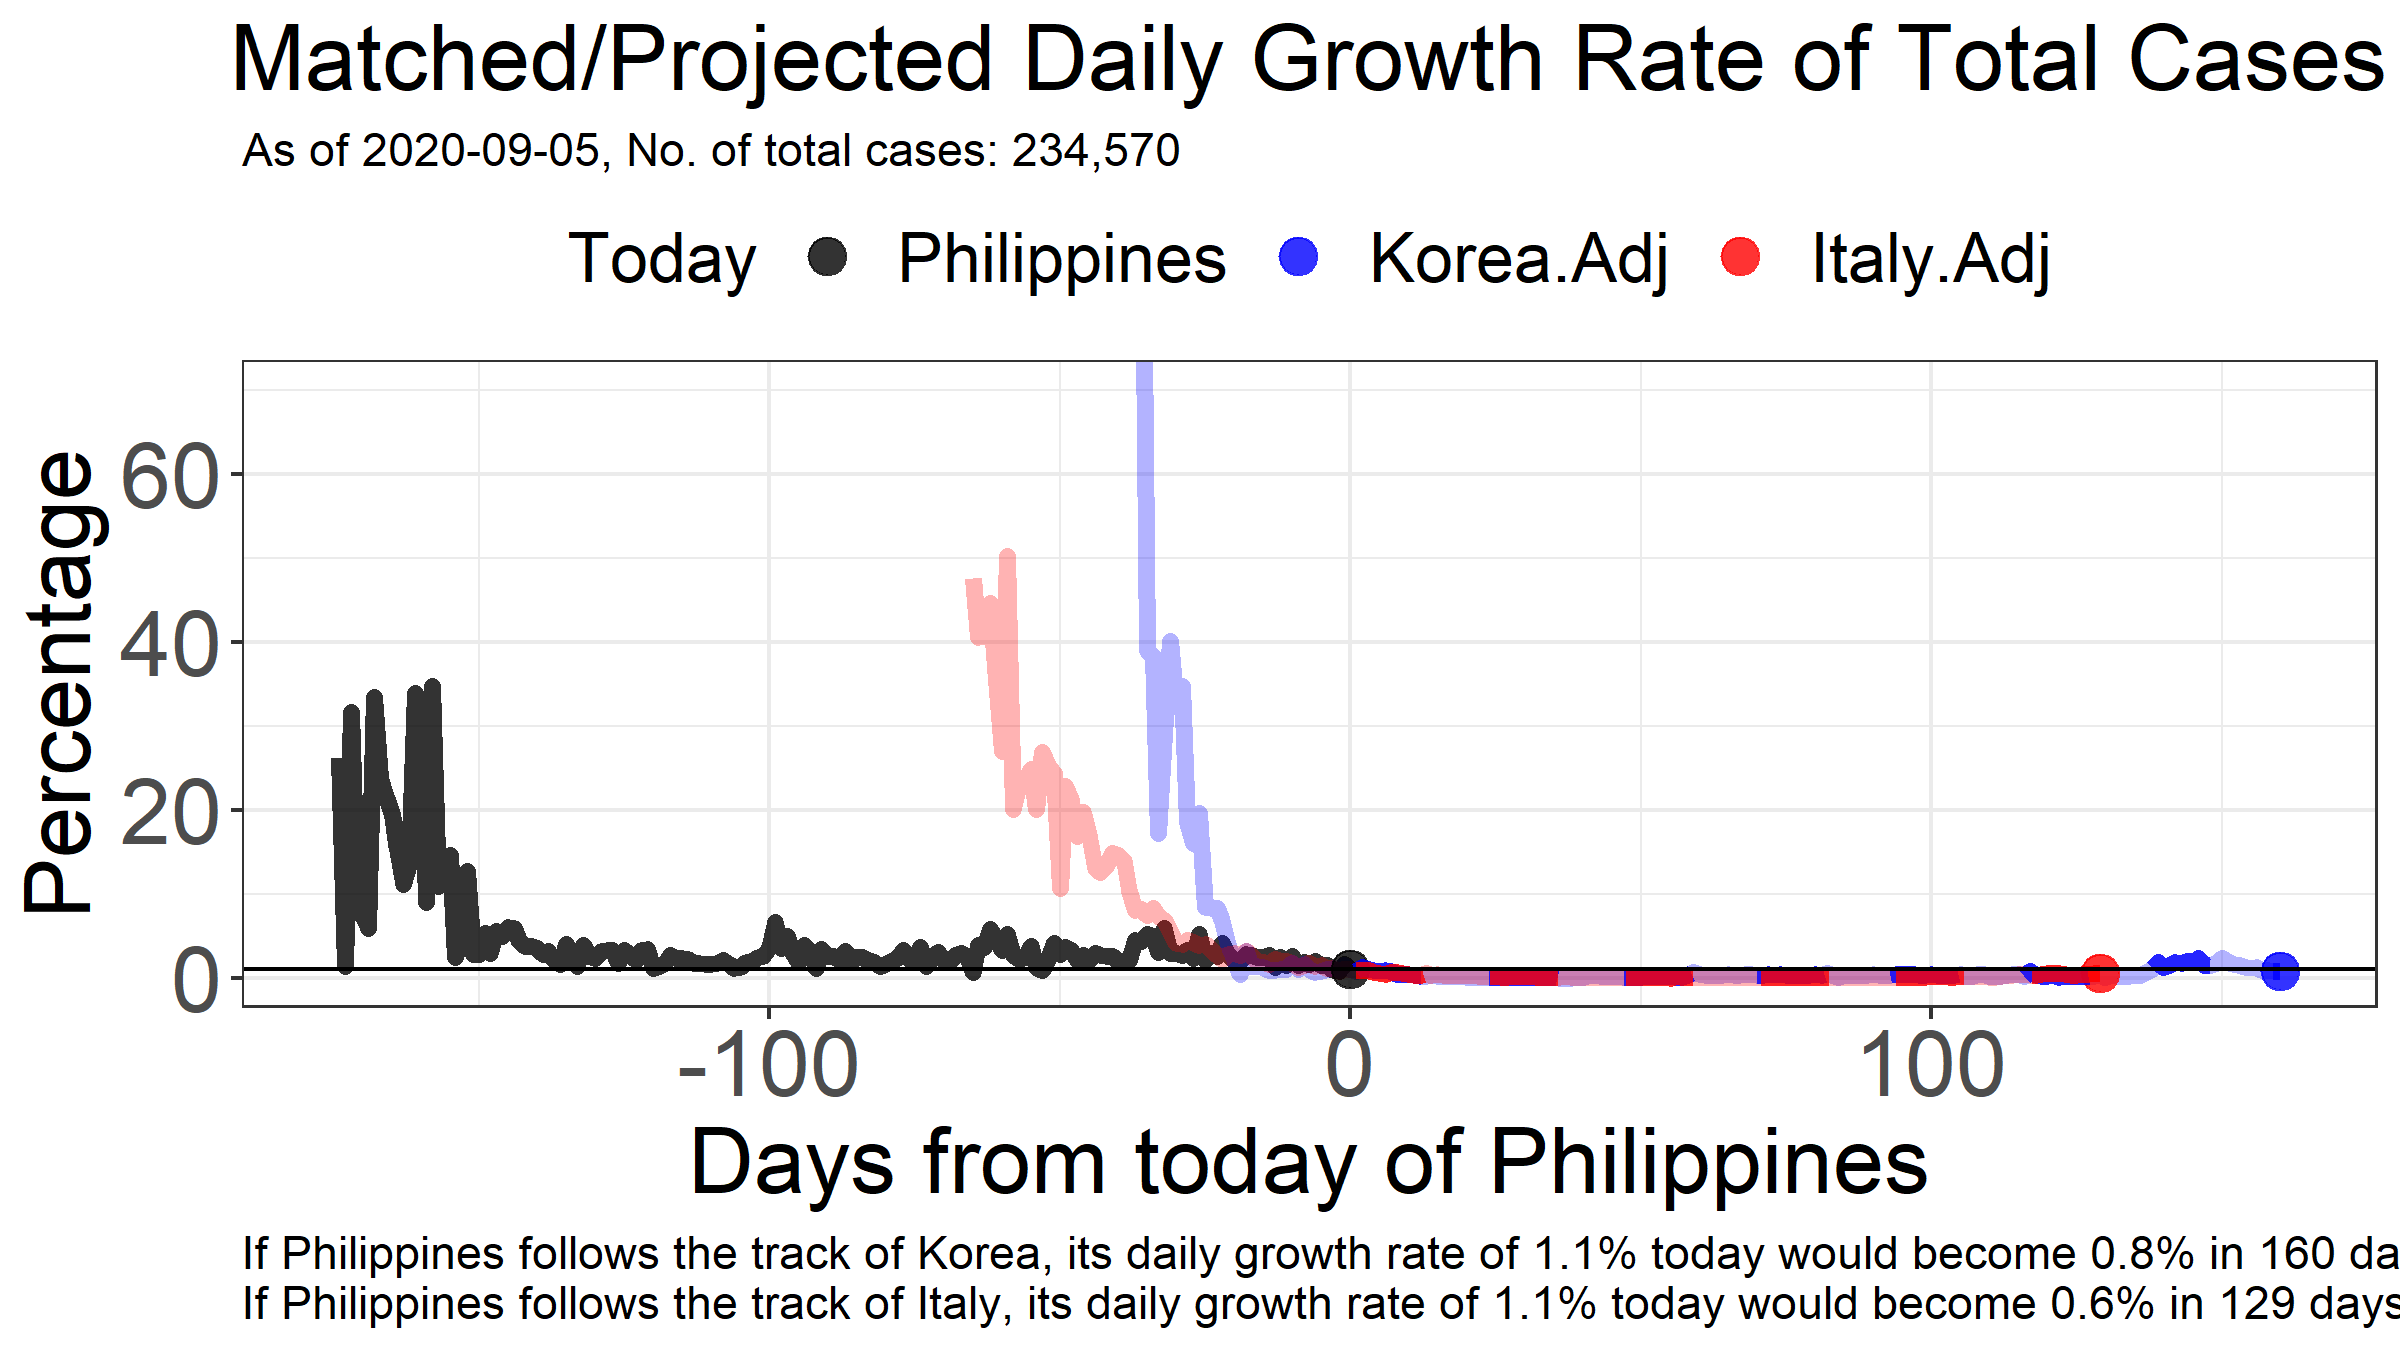 Matched/Projected Daily Growth Rate of Total Cases
As of 2020-09-05, No. of total cases: 234,570
Today Philippines Korea.Adj Italy.Adj
Percentage
60
40
20
0
-100 0 100
Days from today of Philippines
If Philippines follows the track of Korea, its daily growth rate of 1.1% today would become 0.8% in 160 da
If Philippines follows the track of Italy, its daily growth rate of 1.1% today would become 0.6% in 129 days